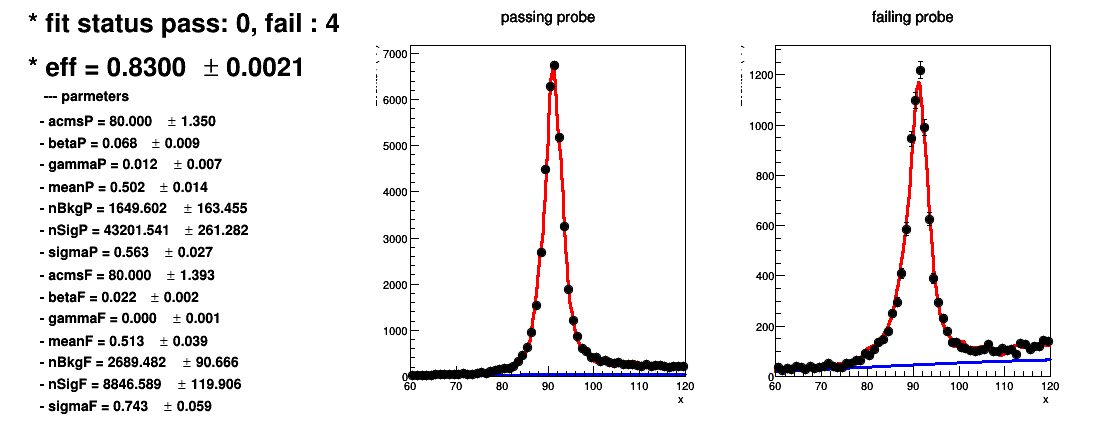 * fit status pass: 0, fail : 4
* eff = 0.8300 ± 0.0021
--- parmeters
- acmsP = 80.000 ± 1.350
- betaP = 0.068 ± 0.009
- gammaP = 0.012 ± 0.007
- meanP = 0.502 ± 0.014
- nBkgP = 1649.602 ± 163.455
- nSigP = 43201.541 ± 261.282
- sigmaP = 0.563 ± 0.027
- acmsF = 80.000 ± 1.393
- betaF = 0.022 ± 0.002
- gammaF = 0.000 ± 0.001
- meanF = 0.513 ± 0.039
- nBkgF = 2689.482 ± 90.666
- nSigF = 8846.589 ± 119.906
- sigmaF = 0.743 ± 0.059
passing probe
7000
6000
5000
4000
3000
2000
1000
0
60 70 80 90 100 110 120
x
failing probe
1200
1000
800
600
400
200
0
60 70 80 90 100 110 120
x